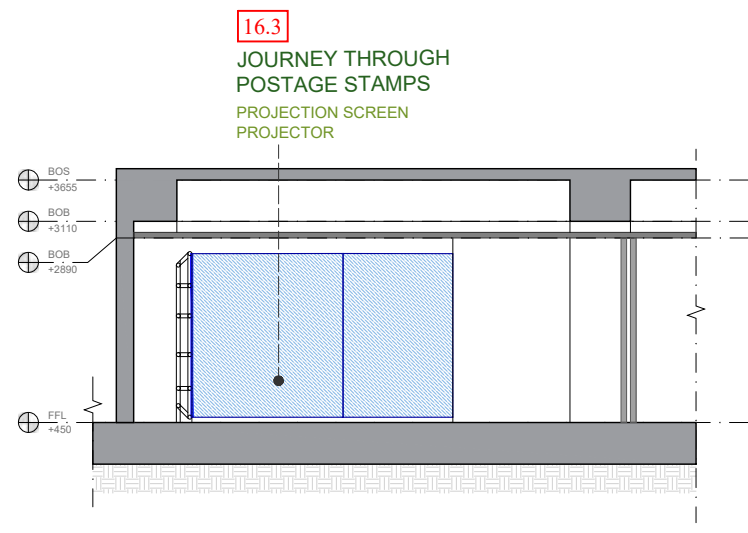 16.3
JOURNEY THROUGH
POSTAGE STAMPS
PROJECTION SCREEN
PROJECTOR
BOS
+3655
BOB
+3110
BOB
+2890
FFL
+450